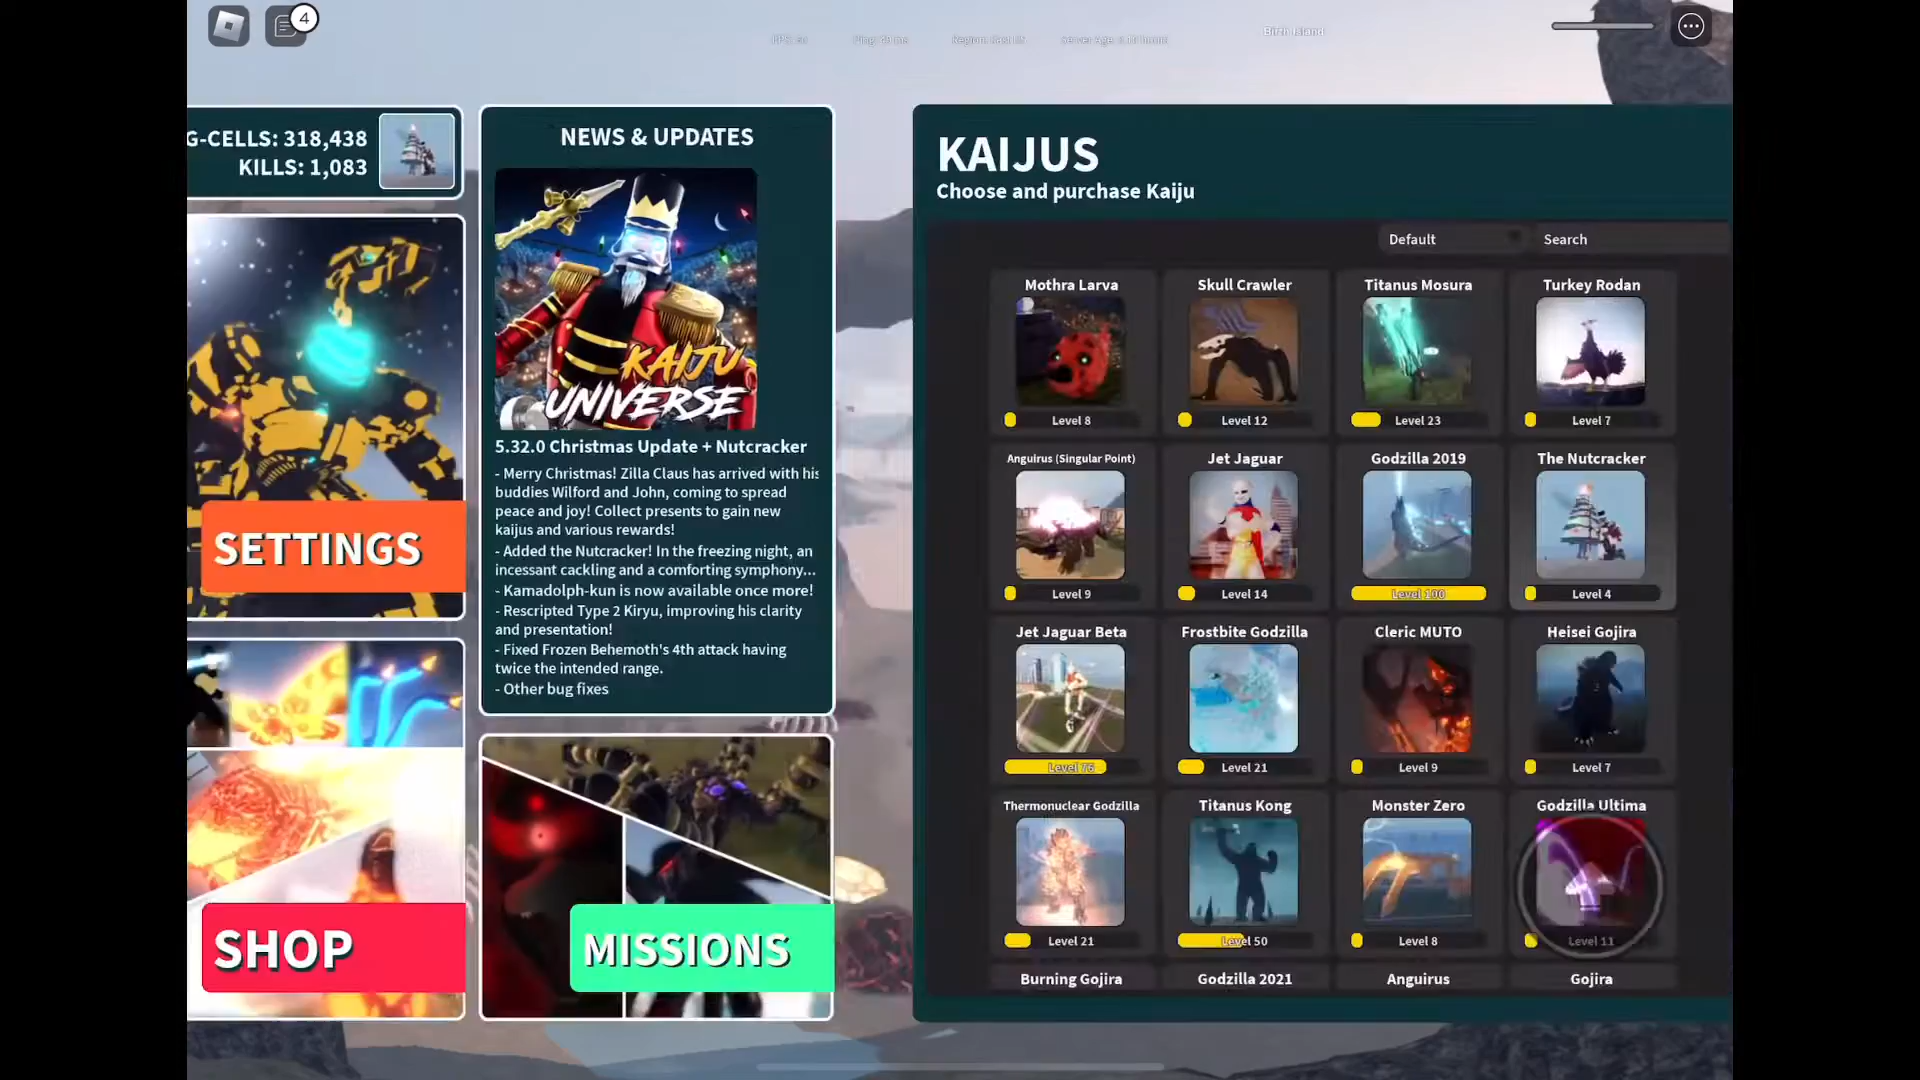 4
Birth Island
G-CELLS: 318,438
KILLS: 1,083
SETTINGS
SHOP
NEWS & UPDATES
KAIJU
UNIVERSE
5.32.0 Christmas Update + Nutcracker
- Merry Christmas! Zilla Claus has arrived with his
buddies Wilford and John, coming to spread
peace and joy! Collect presents to gain new
kaijus and various rewards!
- Added the Nutcracker! In the freezing night, an
incessant cackling and a comforting symphony...
- Kamadolph-kun is now available once more!
- Rescripted Type 2 Kiryu, improving his clarity
and presentation!
- Fixed Frozen Behemoth's 4th attack having
twice the intended range.
- Other bug fixes
MISSIONS
KAIJUS
Choose and purchase Kaiju
Default
Search
Mothra Larva
Skull Crawler
Titanus Mosura
Turkey Rodan
Level 8
Level 12
Level 23
Level 7
Anguirus (Singular Point)
Jet Jaguar
Godzilla 2019
The Nutcracker
Level 9
Level 14
Level 100
Level 4
Jet Jaguar Beta
Frostbite Godzilla
Cleric MUTO
Heisei Gojira
Level 76
Level 21
Level 9
Level 7
Thermonuclear Godzilla
Titanus Kong
Monster Zero
Godzilla Ultima
Level 21
Level 50
Level 8
Level 11
Burning Gojira
Godzilla 2021
Anguirus
Gojira